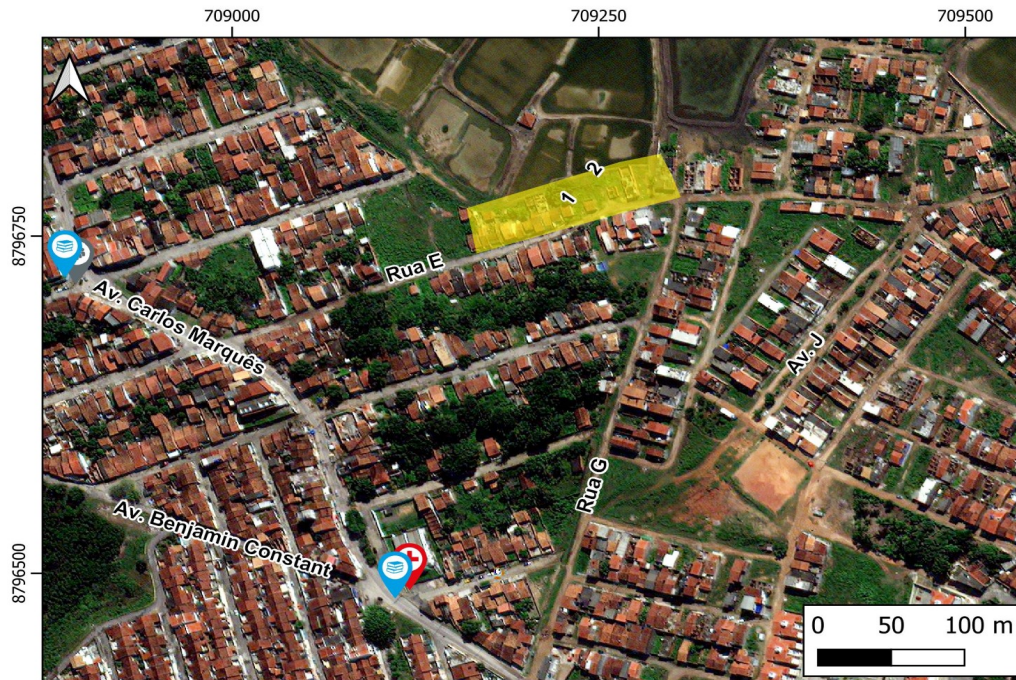 709000 709250 709500
8796750
8796500
1 2
Rua E
Av. Carlos Marquês
Av. J
Rua G
Av. Benjamin Constant
0 50 100 m